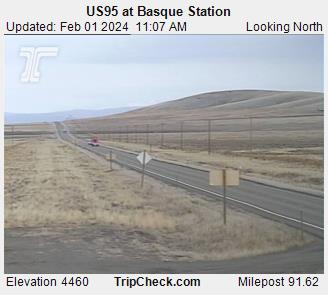 US95 at Basque Station
Updated: Feb 01 2024 11:07 AM Looking North
Elevation 4460 TripCheck.com Milepost 91.62